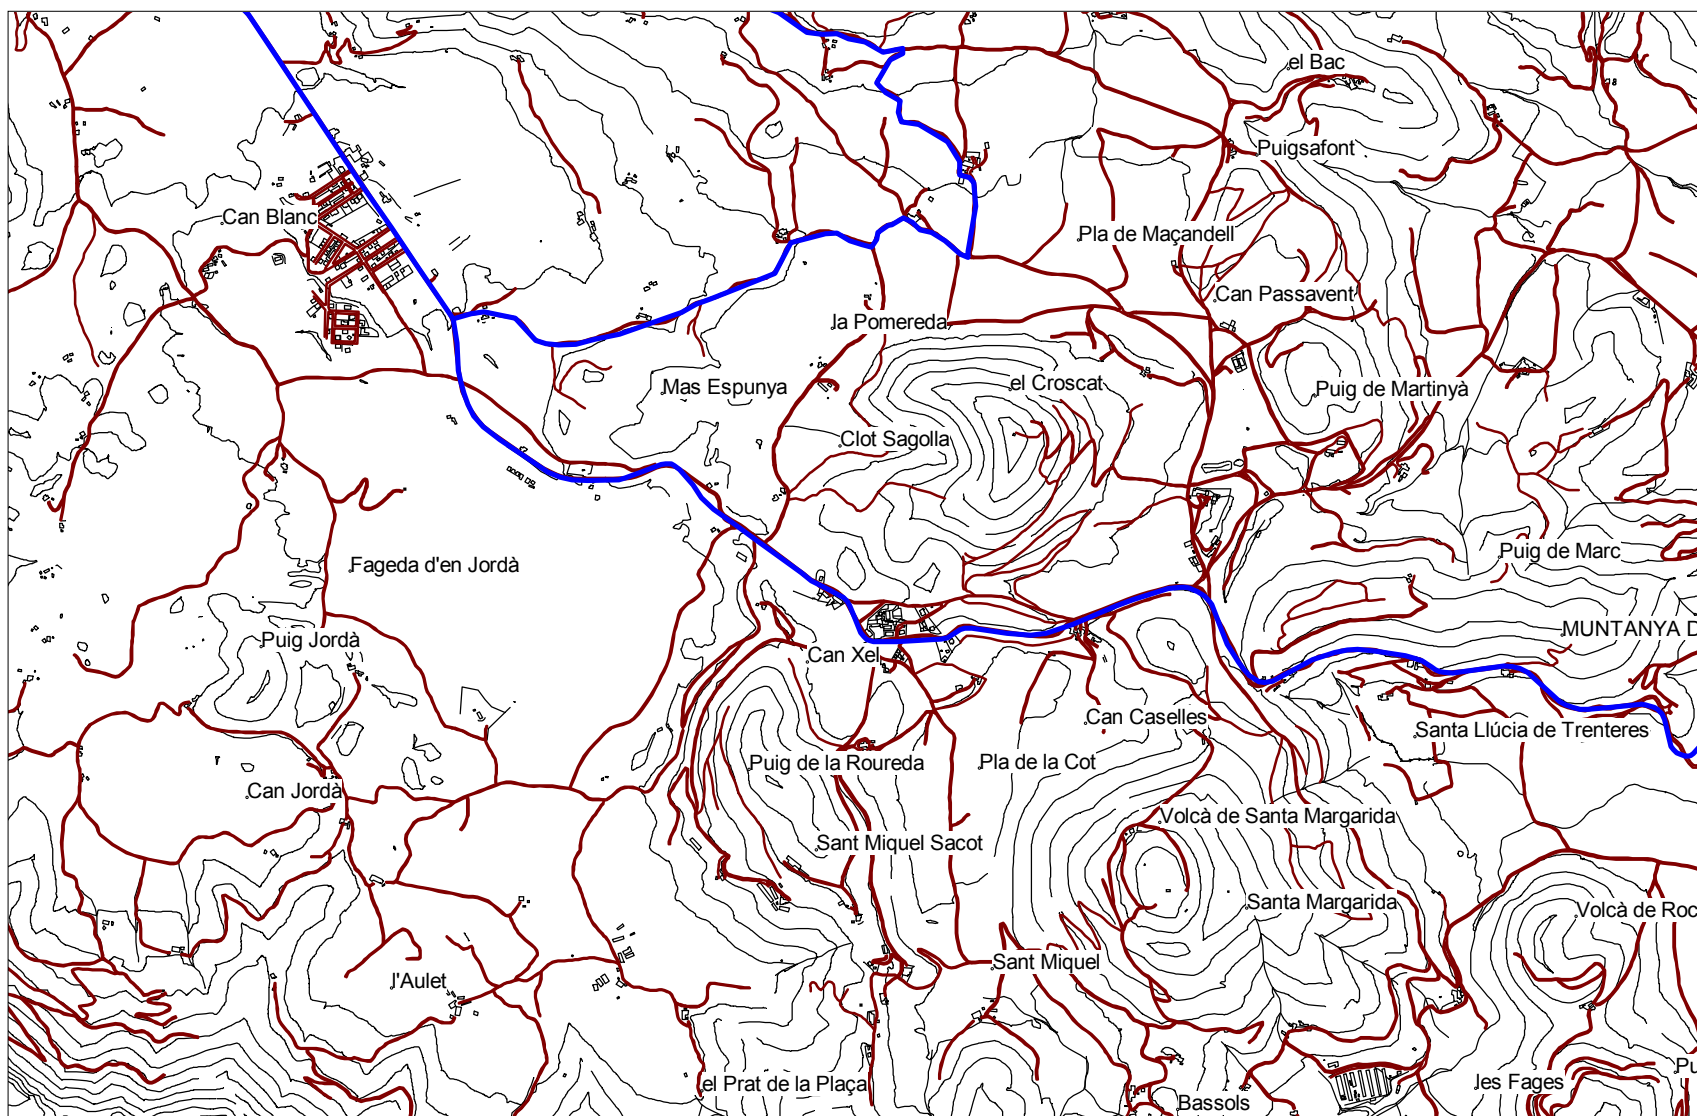 el Bac
Puigsafont
Can Blanc
Pla de Maçandell
Can Passavent
la Pomereda
Mas Espunya
el Croscat
Puig de Martinyà
Clot Sagolla
Fageda d'en Jordà
Puig de Marc
Puig Jordà
MUNTANYA D
Can Xel
Can Caselles
Santa Llúcia de Trenteres
Puig de la Roureda
Pla de la Cot
Can Jordà
Volcà de Santa Margarida
Sant Miquel Sacot
Santa Margarida
Volcà de Roc
Sant Miquel
l'Aulet
Pu
el Prat de la Plaça
les Fages
Bassols